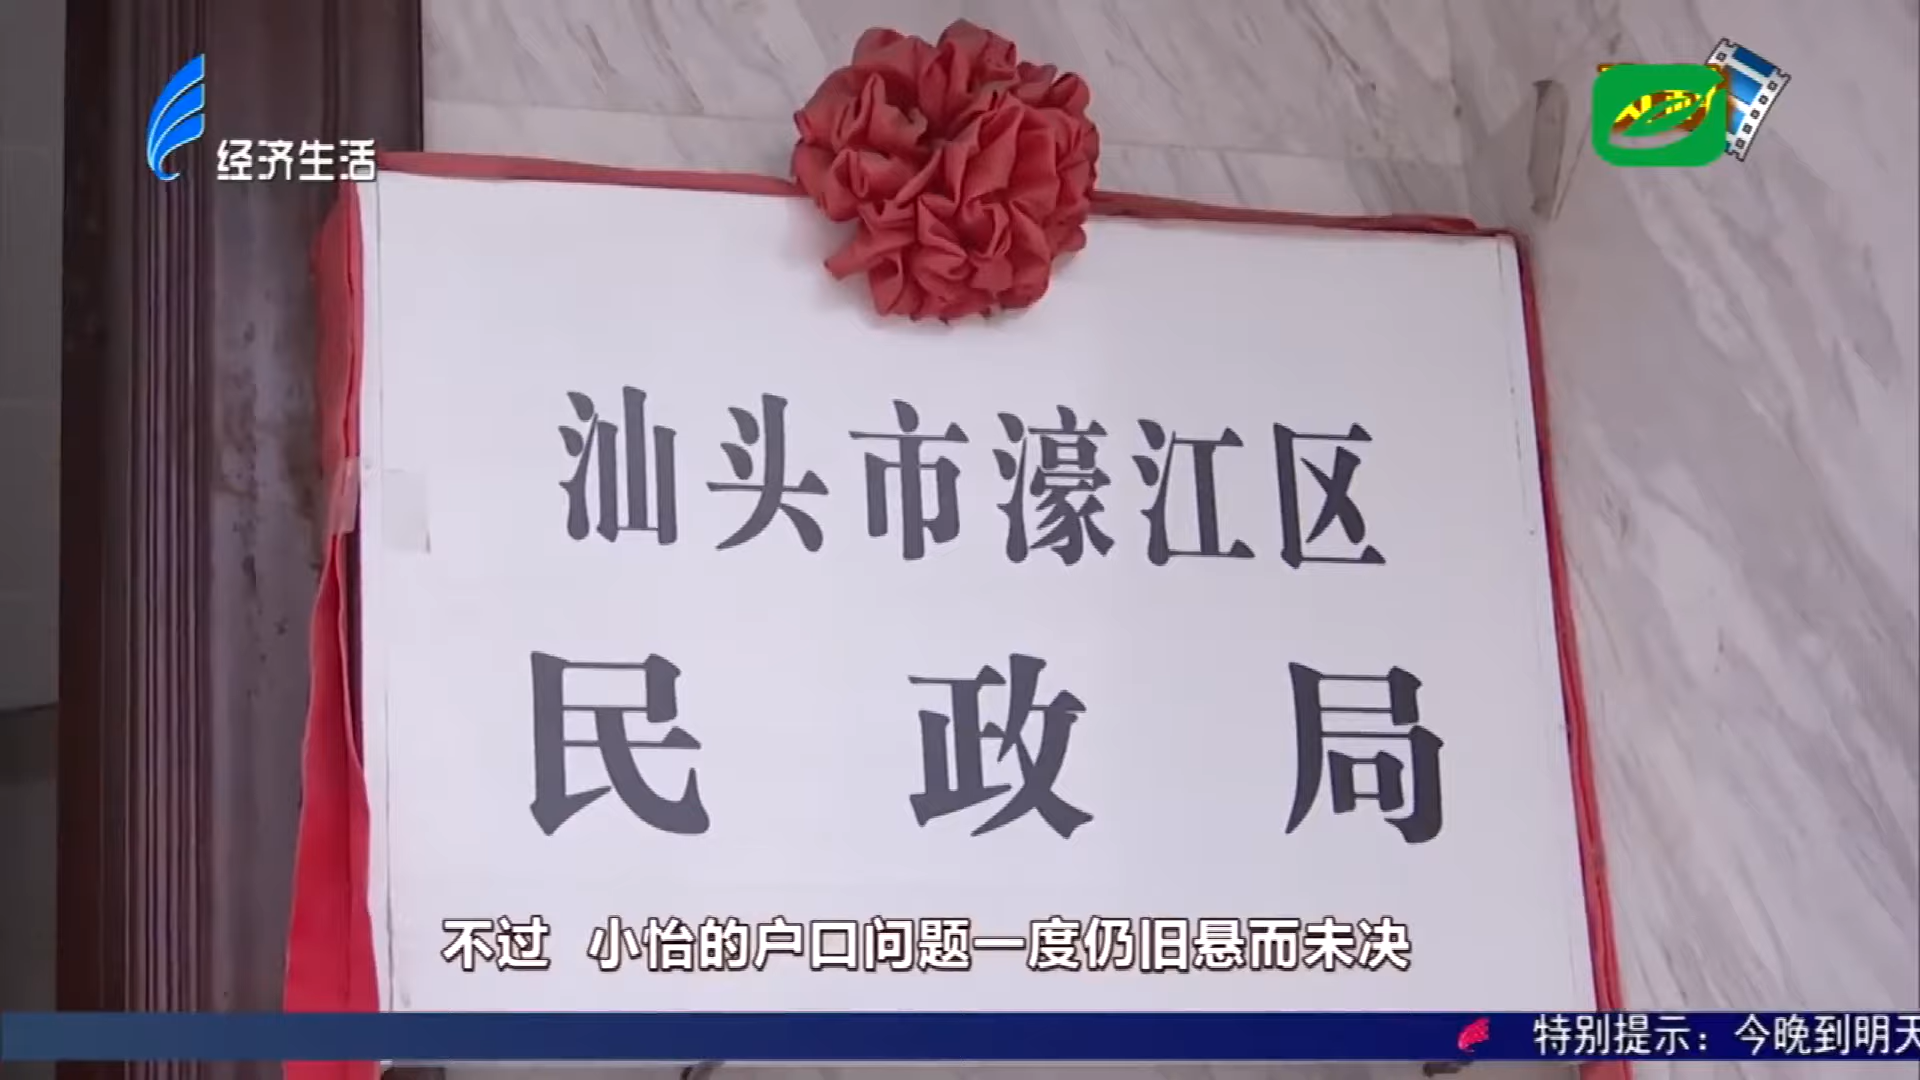 经济生活
汕头市濠江区
民政局
不过 小怡的户口问题一度仍旧悬而未决
特别提示：今晚到明天